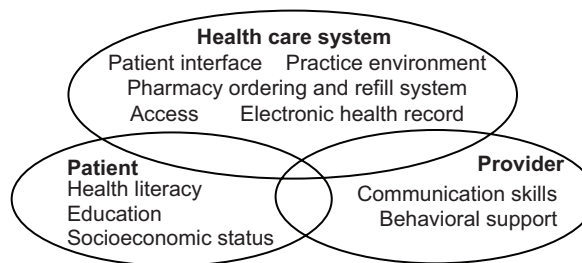 Health care system
Patient interface Practice environment
Pharmacy ordering and refill system
Access Electronic health record
Patient
Health literacy
Education
Socioeconomic status
Provider
Communication skills
Behavioral support